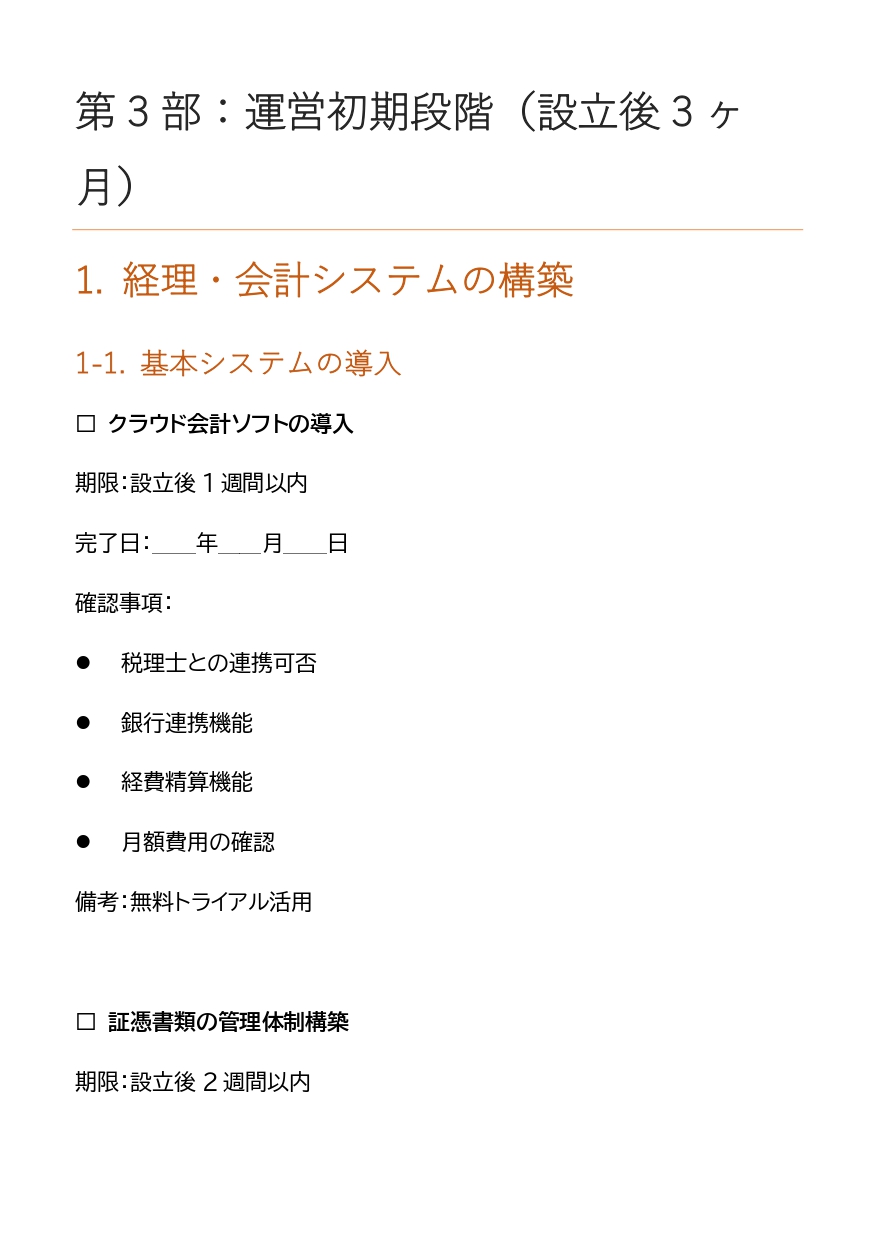 第 3 部：運営初期段階（設立後 3 ヶ
月）
1. 経理・会計システムの構築
1-1. 基本システムの導入
□ クラウド会計ソフトの導入
期限：設立後 1 週間以内
完了日：____年____月____日
確認事項：
● 税理士との連携可否
● 銀行連携機能
● 経費精算機能
● 月額費用の確認
備考：無料トライアル活用
□ 証憑書類の管理体制構築
期限：設立後 2 週間以内